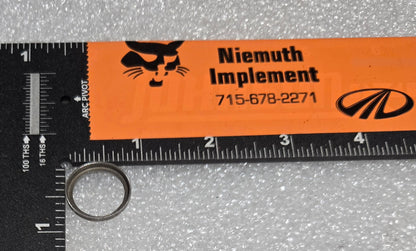 1
Niemuth
Implement
715-678-2271
ARC PIVOT
100 THS
16 THS
1 2 3 4
1